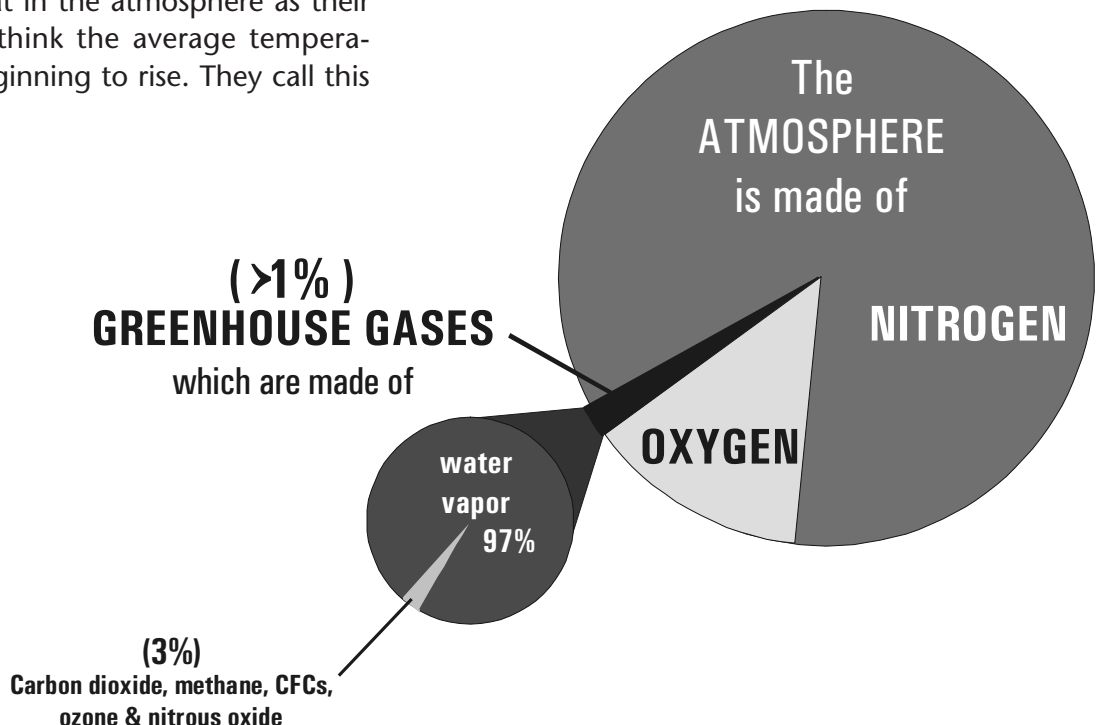 at in the atmosphere as their
think the average tempera-
ginning to rise. They call this
The
ATMOSPHERE
is made of
NITROGEN
OXYGEN
(>1%)
GREENHOUSE GASES
which are made of
water
vapor
97%
(3%)
Carbon dioxide, methane, CFCs,
ozone & nitrous oxide